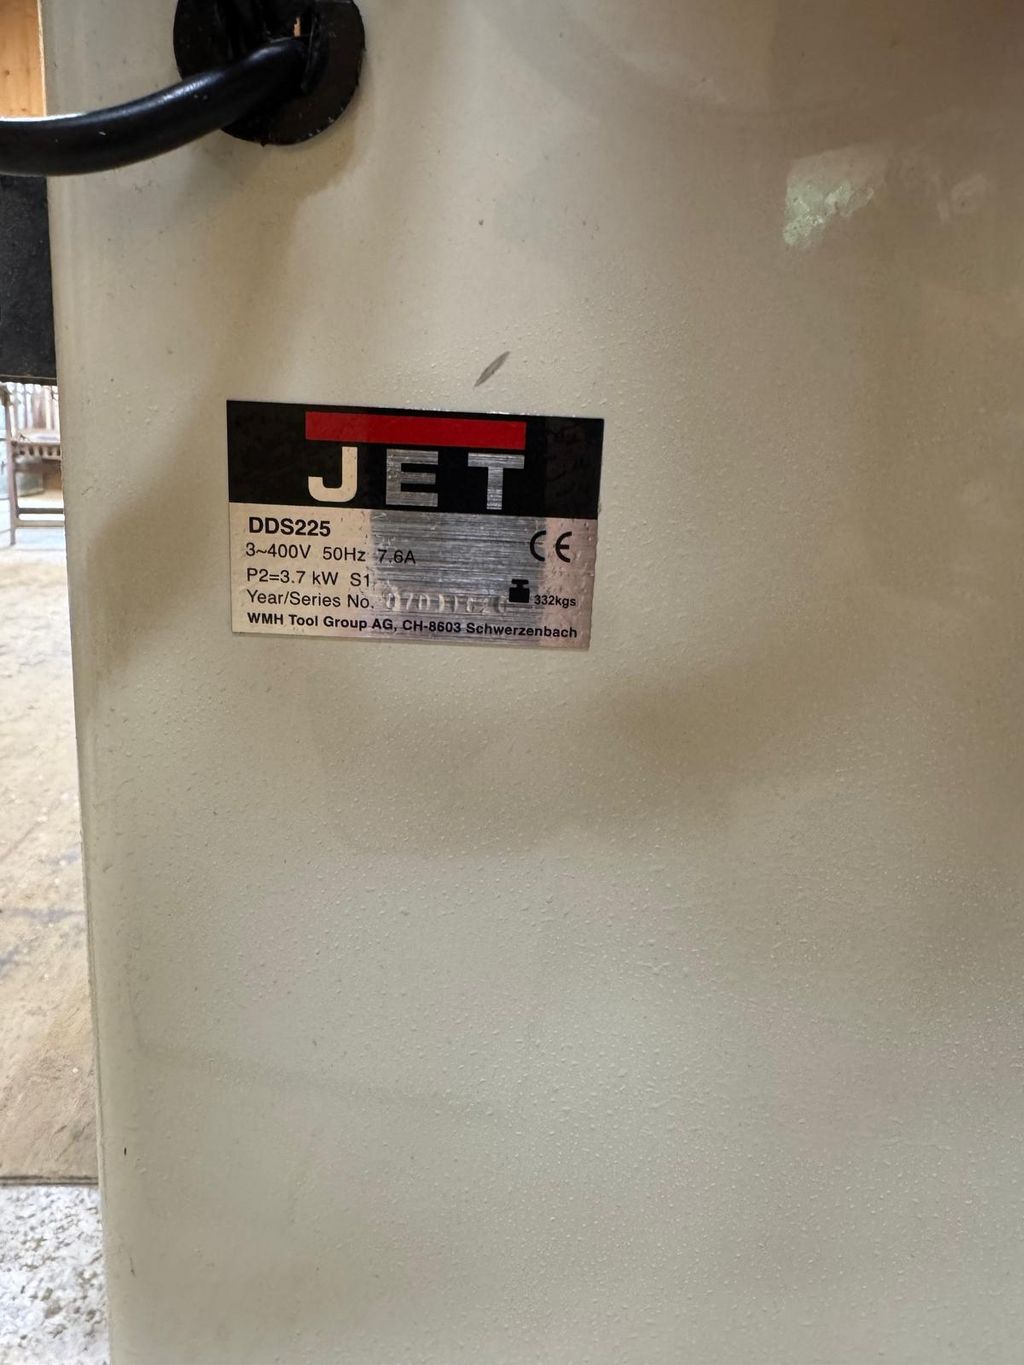 JET
DDS225
3~400V 50Hz 7.6A
CE
P2=3.7 kW S1
Year/Series No.
332kgs
WMH Tool Group AG, CH-8603 Schwerzenbach